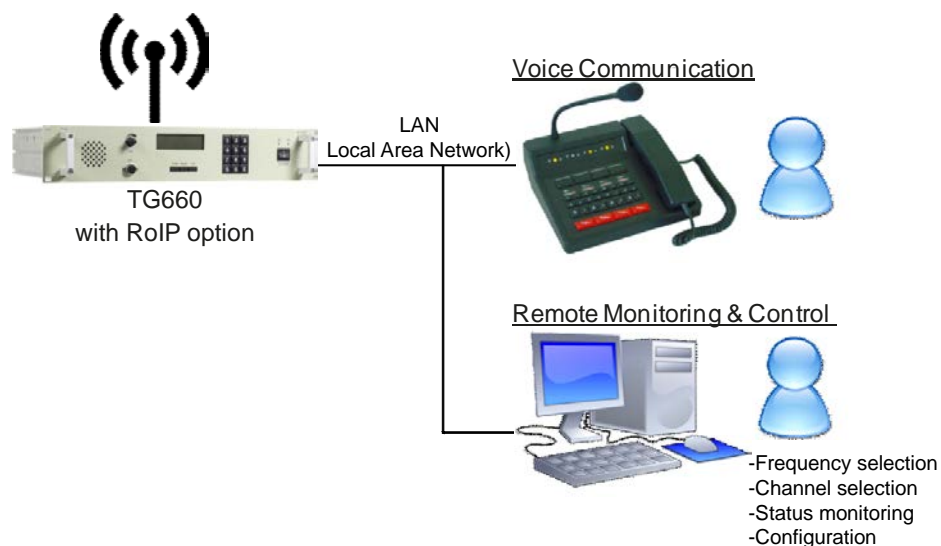 Voice Communication
LAN
Local Area Network)
TG660
with RoIP option
Remote Monitoring & Control
-Frequency selection
-Channel selection
-Status monitoring
-Configuration